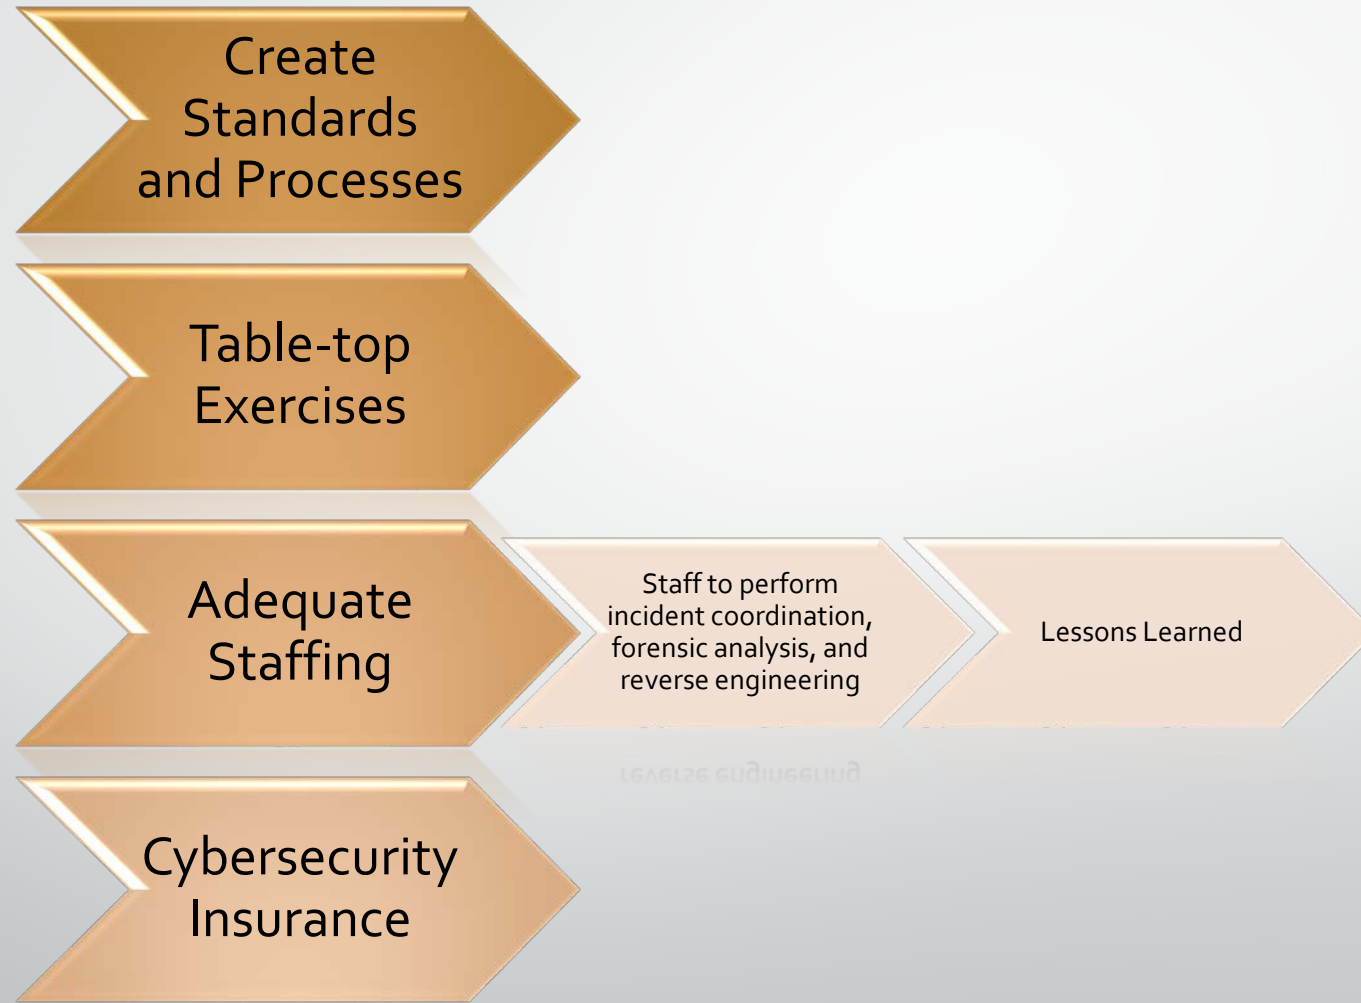 Create
Standards
and Processes
Table-top
Exercises
Adequate
Staffing
Staff to perform
incident coordination,
forensic analysis, and
reverse engineering
Lessons Learned
Cybersecurity
Insurance